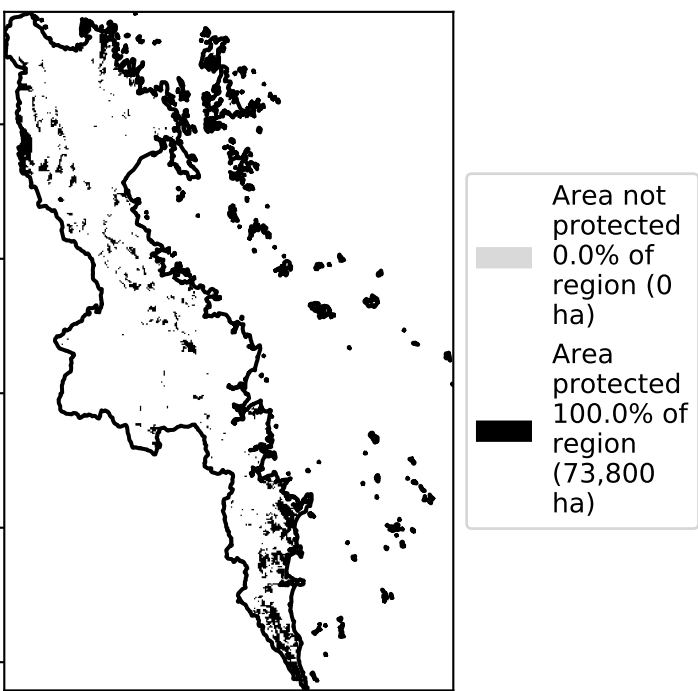 Area not
protected
0.0% of
region (0
ha)
Area
protected
100.0% of
region
(73,800
ha)